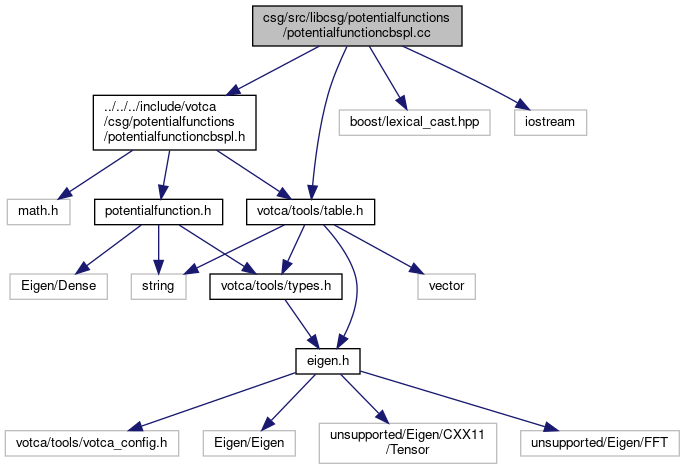 csg/src/libcsg/potentialfunctions
/potentialfunctioncbspl.cc
../../../include/votca
/csg/potentialfunctions
/potentialfunctioncbspl.h
boost/lexical_cast.hpp
iostream
math.h
potentialfunction.h
votca/tools/table.h
Eigen/Dense
string
votca/tools/types.h
vector
eigen.h
votca/tools/votca_config.h
Eigen/Eigen
unsupported/Eigen/CXX11
/Tensor
unsupported/Eigen/FFT